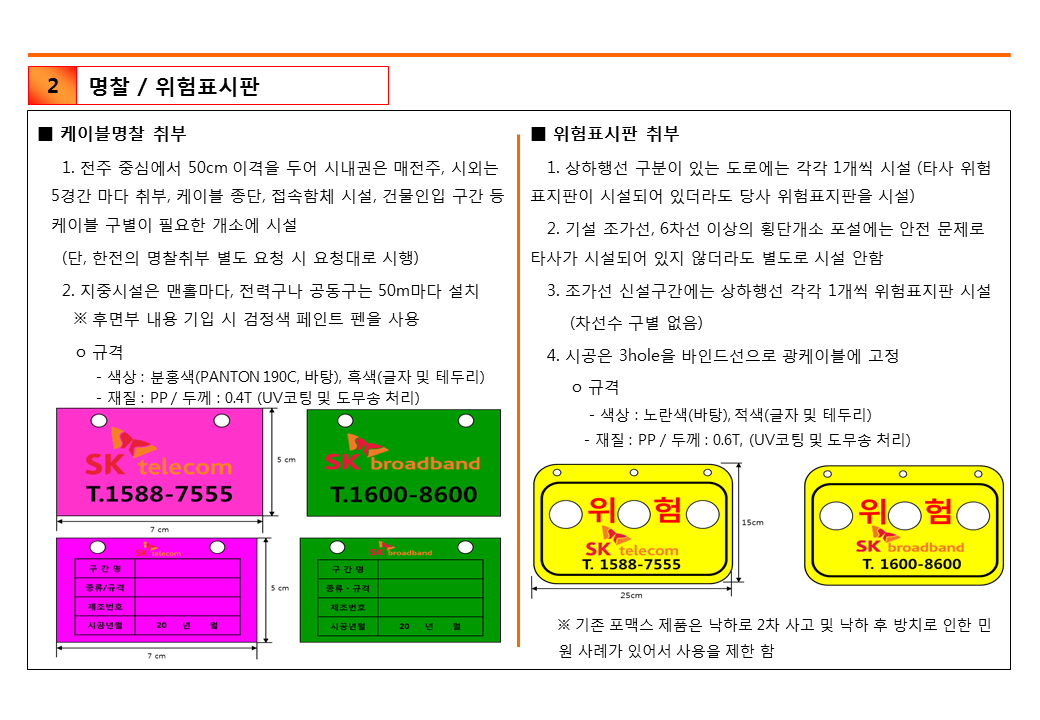 2 명찰 / 위험표시판
■ 케이블명찰 취부
1. 전주 중심에서 50cm 이격을 두어 시내권은 매전주, 시외는
5경간 마다 취부, 케이블 종단, 접속함체 시설, 건물인입 구간 등
케이블 구별이 필요한 개소에 시설
(단, 한전의 명찰취부 별도 요청 시 요청대로 시행)
2. 지중시설은 맨홀마다, 전력구나 공동구는 50m마다 설치
※ 후면부 내용 기입 시 검정색 페인트 펜을 사용
ㅇ 규격
- 색상 : 분홍색(PANTON 190C, 바탕), 흑색(글자 및 테두리)
- 재질 : PP / 두께 : 0.4T (UV코팅 및 도무송 처리)
SK telecom
T.1588-7555
5 cm
7 cm
SK broadband
T.1600-8600
SK telecom
구 간 명
종류/규격
제조번호
시공년월 20 년 월
5 cm
7 cm
SK broadband
구 간 명
종류·규격
제조번호
시공년월 20 년 월
■ 위험표시판 취부
1. 상하행선 구분이 있는 도로에는 각각 1개씩 시설 (타사 위험
표지판이 시설되어 있더라도 당사 위험표지판을 시설)
2. 기설 조가선, 6차선 이상의 횡단개소 포설에는 안전 문제로
타사가 시설되어 있지 않더라도 별도로 시설 안함
3. 조가선 신설구간에는 상하행선 각각 1개씩 위험표지판 시설
(차선수 구별 없음)
4. 시공은 3hole을 바인드선으로 광케이블에 고정
ㅇ 규격
- 색상 : 노란색(바탕), 적색(글자 및 테두리)
- 재질 : PP / 두께 : 0.6T, (UV코팅 및 도무송 처리)
위 험
SK telecom
T. 1588-7555
15cm
25cm
위 험
SK broadband
T. 1600-8600
※ 기존 포맥스 제품은 낙하로 2차 사고 및 낙하 후 방치로 인한 민
원 사례가 있어서 사용을 제한 함